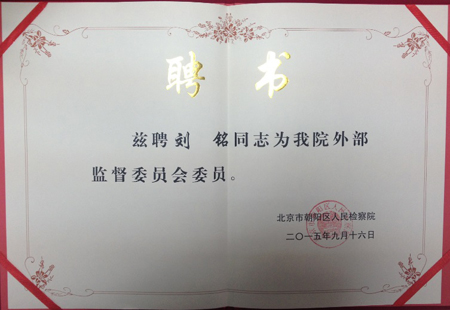 聘 书
兹聘刘 铭同志为我院外部
监督委员会委员。
北京市朝阳区人民检察院
二〇一五年九月十六日